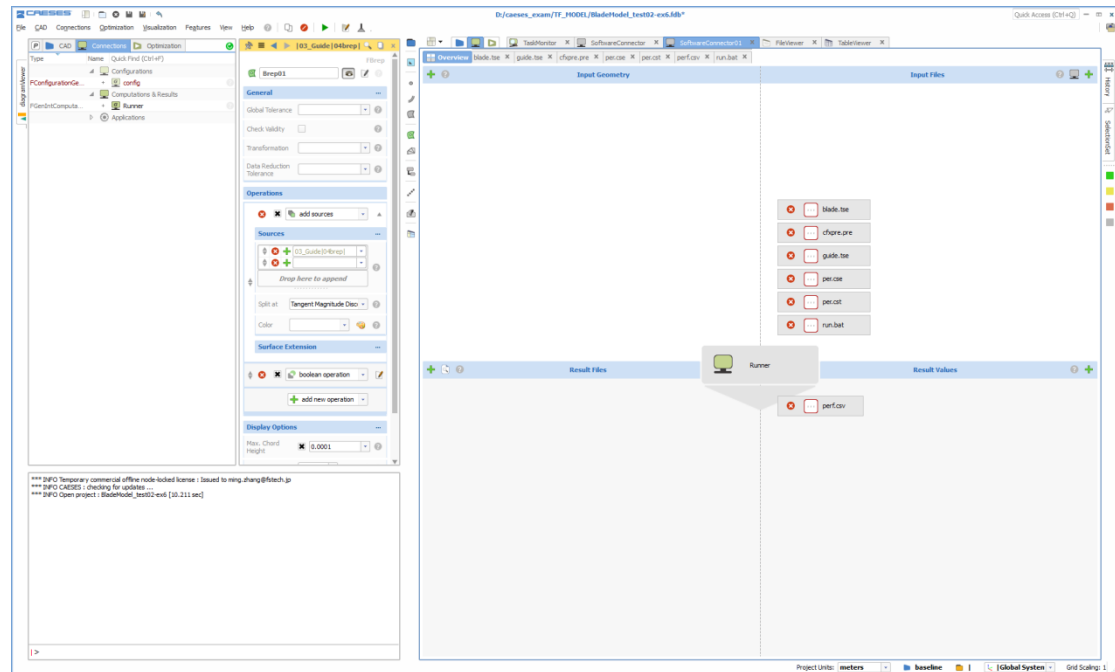 CAESES
D:/caeses_exam/TF_MODEL/BladeModel_test02-ex6.fdb*
Quick Access (Ctrl+Q)
File CAD Connections Optimization Visualization Features View Help
CAD Connections Optimization
Type Name Quick Find (Ctrl+F)
Configurations
FConfigurationGe... config
Computations & Results
FGenIntComputa... Runner
Applications
diagramViewer
|03_Guide|04brep|
FBrep
Brep01
General
Global Tolerance
Check Validity
Transformation
Data Reduction
Tolerance
Operations
add sources
Sources
03_Guide|04brep|
Drop here to append
Split at Tangent Magnitude Disc
Color
Surface Extension
boolean operation
add new operation
Display Options
Max. Chord
Height 0.0001
TaskMonitor SoftwareConnector SoftwareConnector01 FileViewer TableViewer
Overview blade.tse guide.tse cfxpre.pre per.cse per.cst perf.csv run.bat
Input Geometry Input Files
blade.tse
cfxpre.pre
guide.tse
per.cse
per.cst
run.bat
Runner
Result Files Result Values
perf.csv
History
SelectionSet
*** INFO Temporary commercial offline node-locked license : Issued to ming.zhang@fstech.jp
*** INFO CAESES : checking for updates ...
*** INFO Open project : BladeModel_test02-ex6 [10.211 sec]
|>
Project Units: meters baseline |Global System Grid Scaling: 1